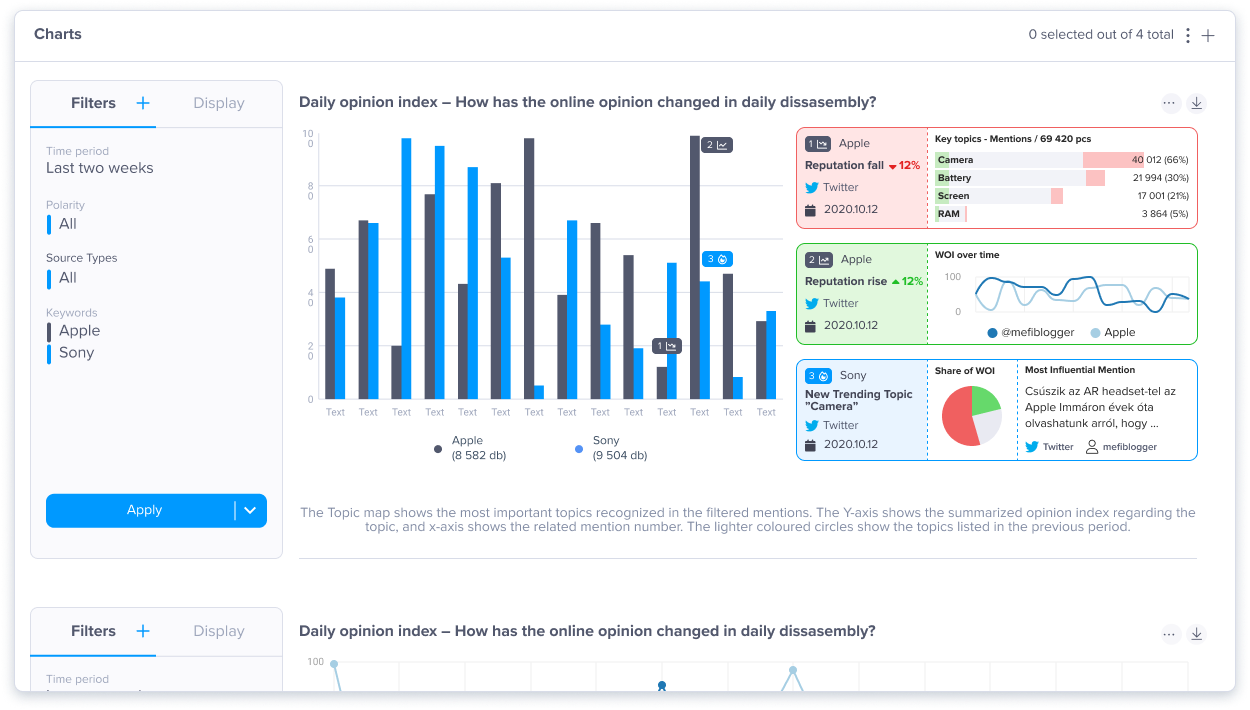 Charts
0 selected out of 4 total
Filters
Display
Time period
Last two weeks
Polarity
All
Source Types
All
Keywords
Apple
Sony
Apply
Daily opinion index – How has the online opinion changed in daily dissasembly?
10
0
8
0
6
0
4
0
2
0
0
Text Text Text Text Text Text Text Text Text Text Text Text Text Text
2
3
1
Apple
(8 582 db)
Sony
(9 504 db)
1 Apple
Reputation fall 12%
Twitter
2020.10.12
Key topics - Mentions / 69 420 pcs
Camera 40 012 (66%)
Battery 21 994 (30%)
Screen 17 001 (21%)
RAM 3 864 (5%)
2 Apple
Reputation rise 12%
Twitter
2020.10.12
WOI over time
100
0
@mefiblogger Apple
3 Sony
New Trending Topic
”Camera”
Twitter
2020.10.12
Share of WOI
Most Influential Mention
Csúszik az AR headset-tel az
Apple Immáron évek óta
olvashatunk arról, hogy ...
Twitter mefiblogger
The Topic map shows the most important topics recognized in the filtered mentions. The Y-axis shows the summarized opinion index regarding the
topic, and x-axis shows the related mention number. The lighter coloured circles show the topics listed in the previous period.
Filters
Display
Time period
Daily opinion index – How has the online opinion changed in daily dissasembly?
100